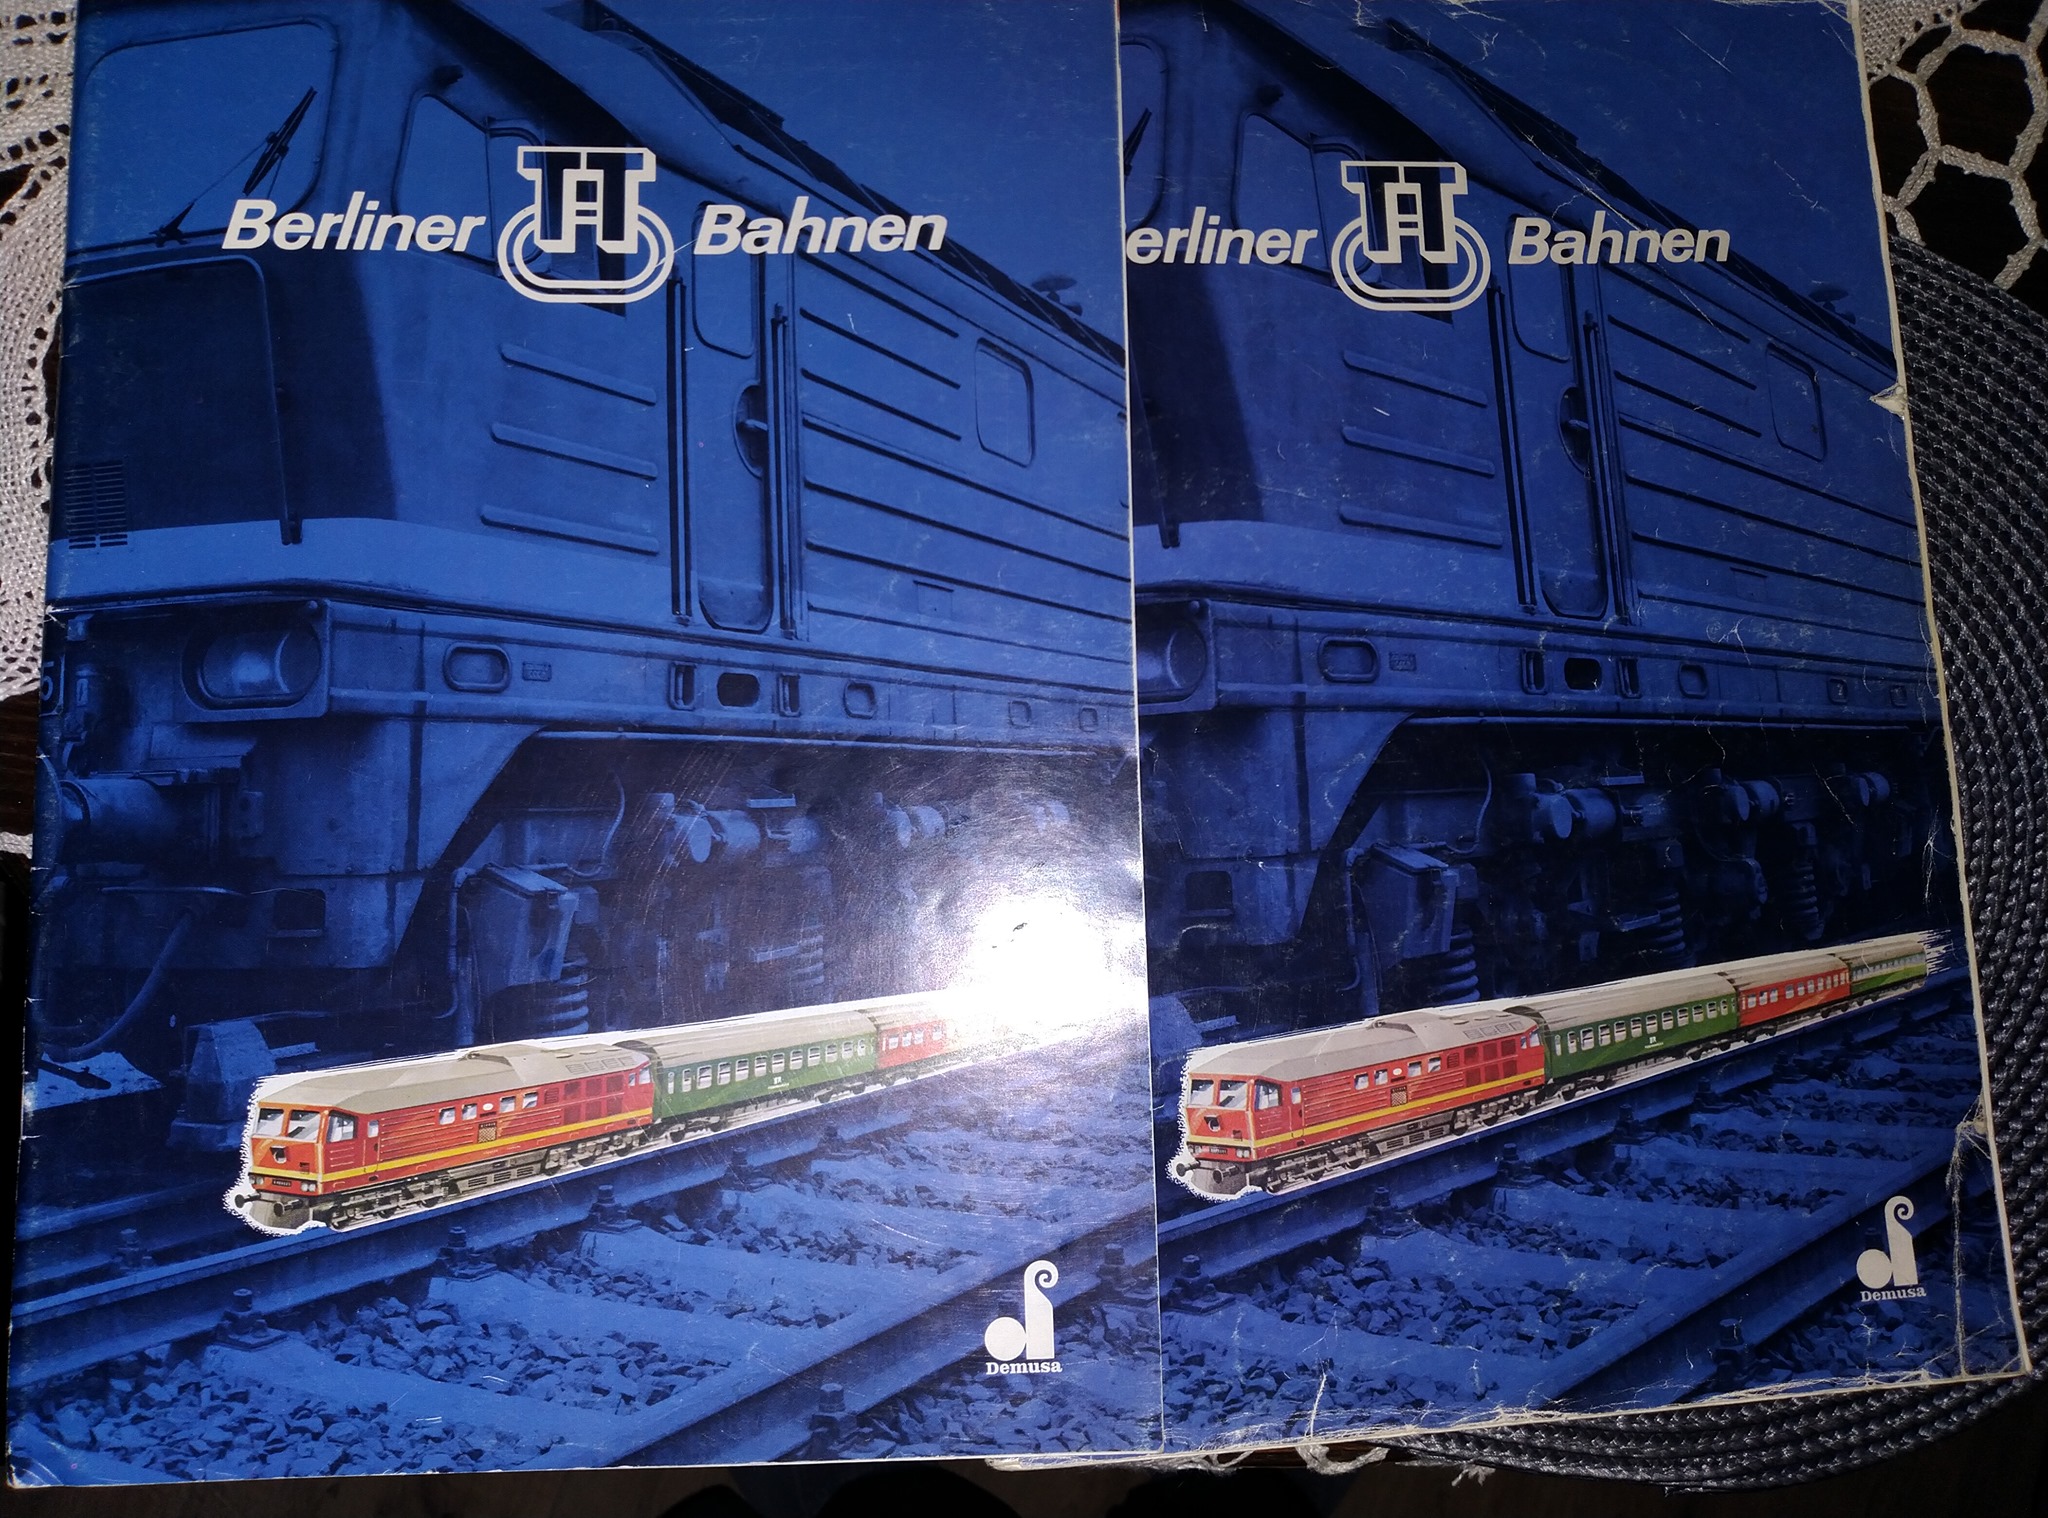 Berliner TT Bahnen
Demusa
erliner TT Bahnen
Demusa